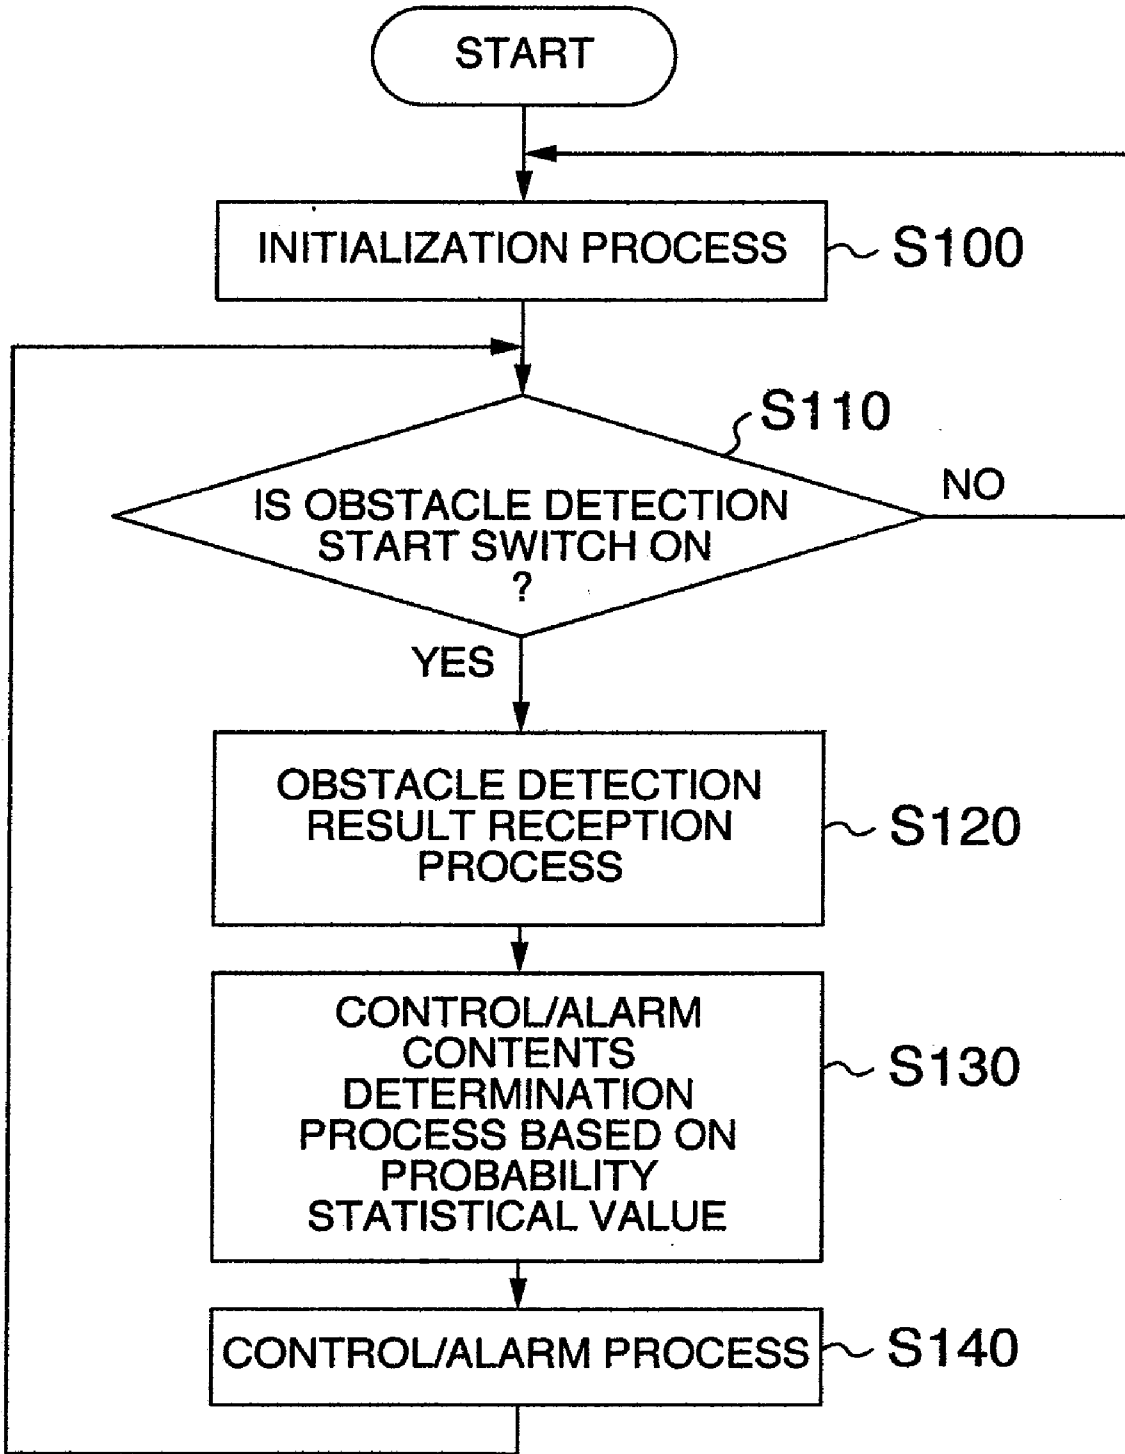 START
INITIALIZATION PROCESS
S100
S110
IS OBSTACLE DETECTION
START SWITCH ON
?
NO
YES
OBSTACLE DETECTION
RESULT RECEPTION
PROCESS
S120
CONTROL/ALARM
CONTENTS
DETERMINATION
PROCESS BASED ON
PROBABILITY
STATISTICAL VALUE
S130
CONTROL/ALARM PROCESS
S140